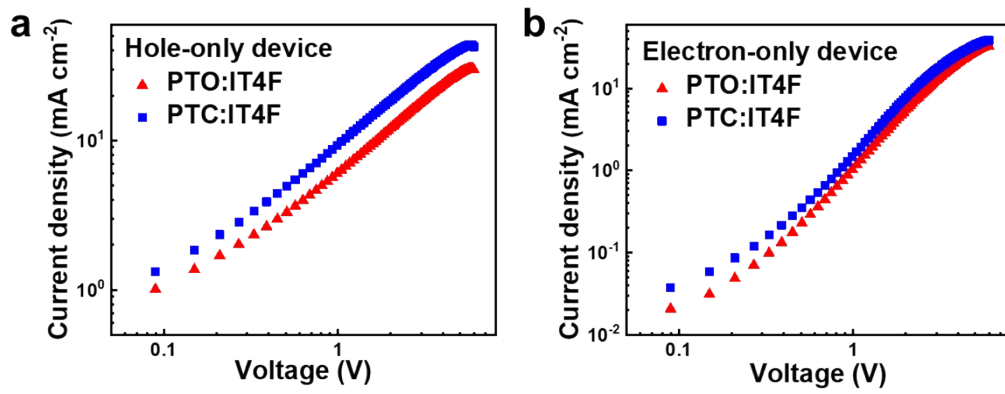 a
Hole-only device
PTO:IT4F
PTC:IT4F
Current density (mA cm⁻²)
10¹
10⁰
0.1
1
Voltage (V)
b
Electron-only device
PTO:IT4F
PTC:IT4F
Current density (mA cm⁻²)
10¹
10⁰
10⁻¹
10⁻²
0.1
1
Voltage (V)